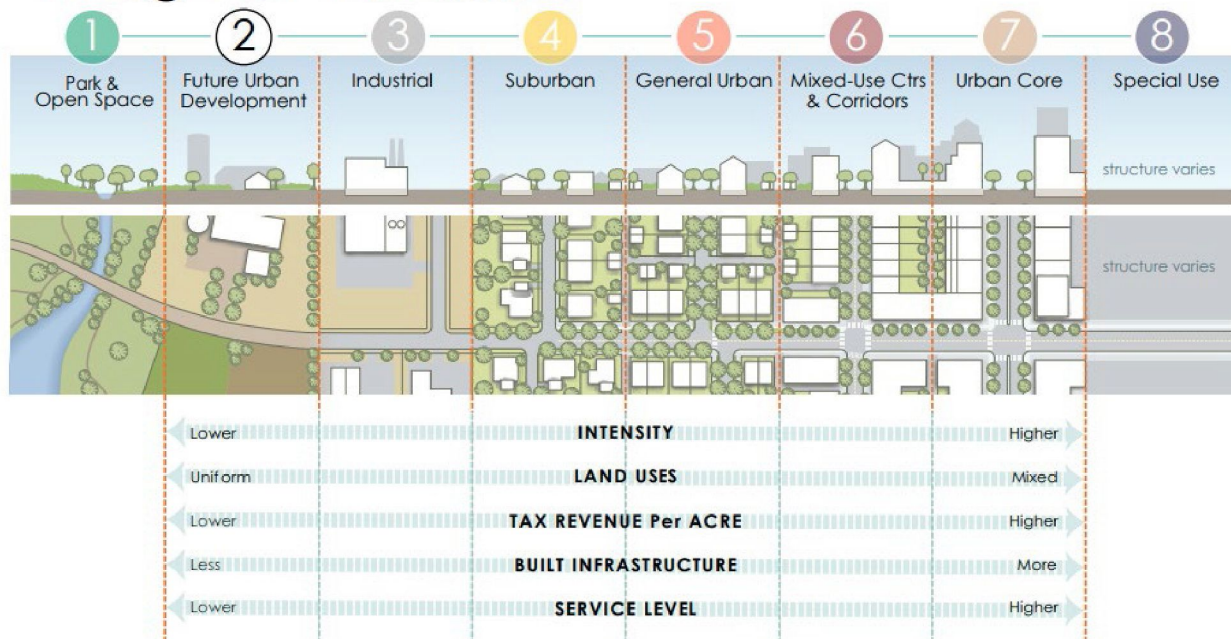 1 2 3 4 5 6 7 8
Park &
Open Space
Future Urban
Development
Industrial
Suburban
General Urban
Mixed-Use Ctrs
& Corridors
Urban Core
Special Use
structure varies
structure varies
Lower INTENSITY Higher
Uniform LAND USES Mixed
Lower TAX REVENUE Per ACRE Higher
Less BUILT INFRASTRUCTURE More
Lower SERVICE LEVEL Higher